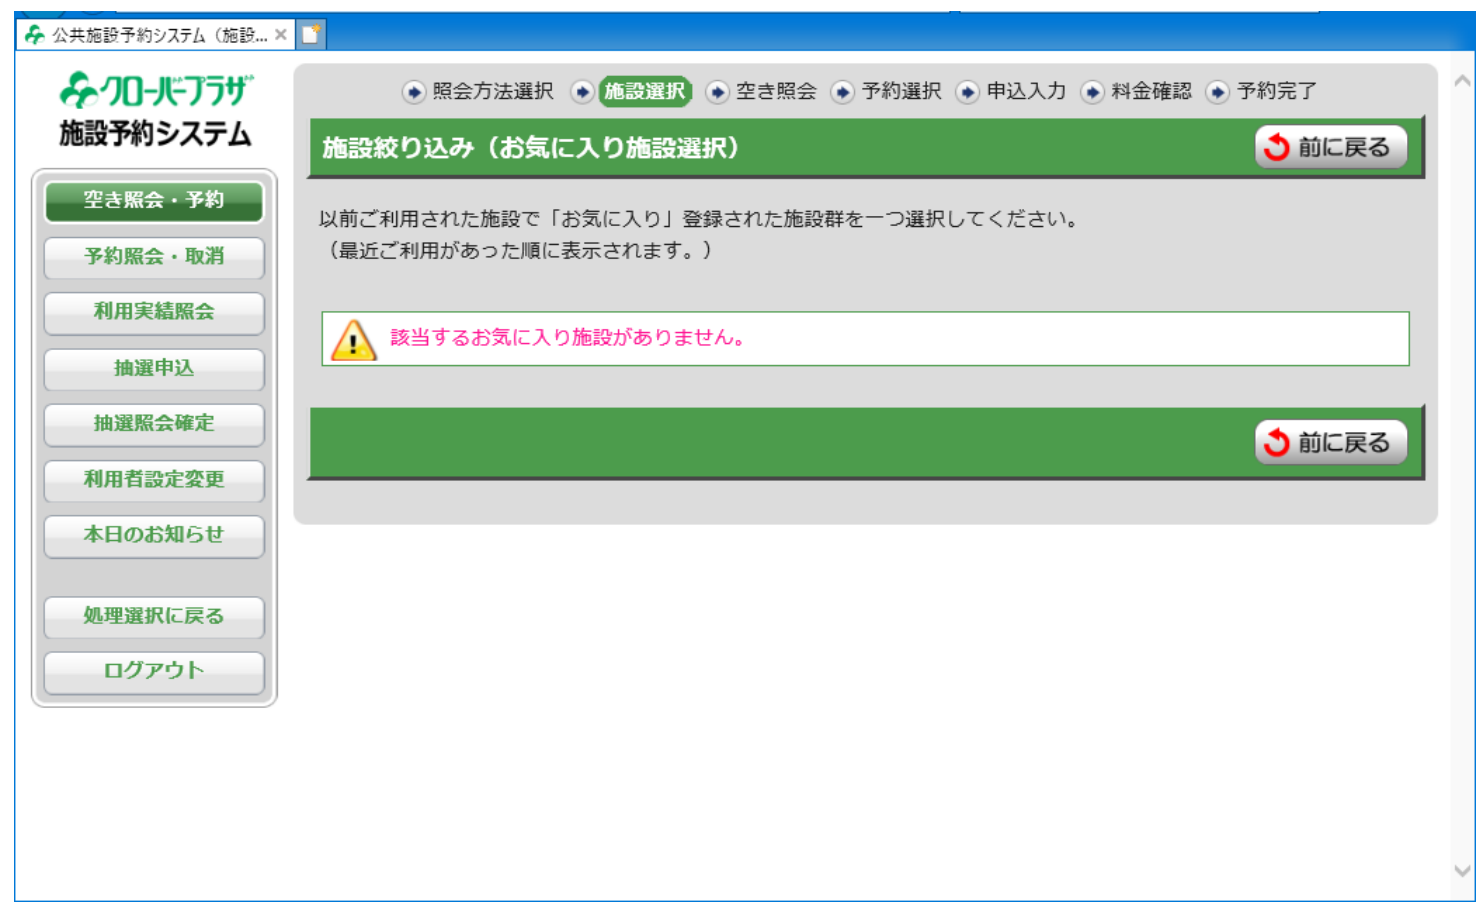 公共施設予約システム（施設...
クローバープラザ
施設予約システム
照会方法選択 施設選択 空き照会 予約選択 申込入力 料金確認 予約完了
施設絞り込み（お気に入り施設選択）
前に戻る
空き照会・予約
予約照会・取消
利用実績照会
抽選申込
抽選照会確定
利用者設定変更
本日のお知らせ
処理選択に戻る
ログアウト
以前ご利用された施設で「お気に入り」登録された施設群を一つ選択してください。
（最近ご利用があった順に表示されます。）
該当するお気に入り施設がありません。
前に戻る